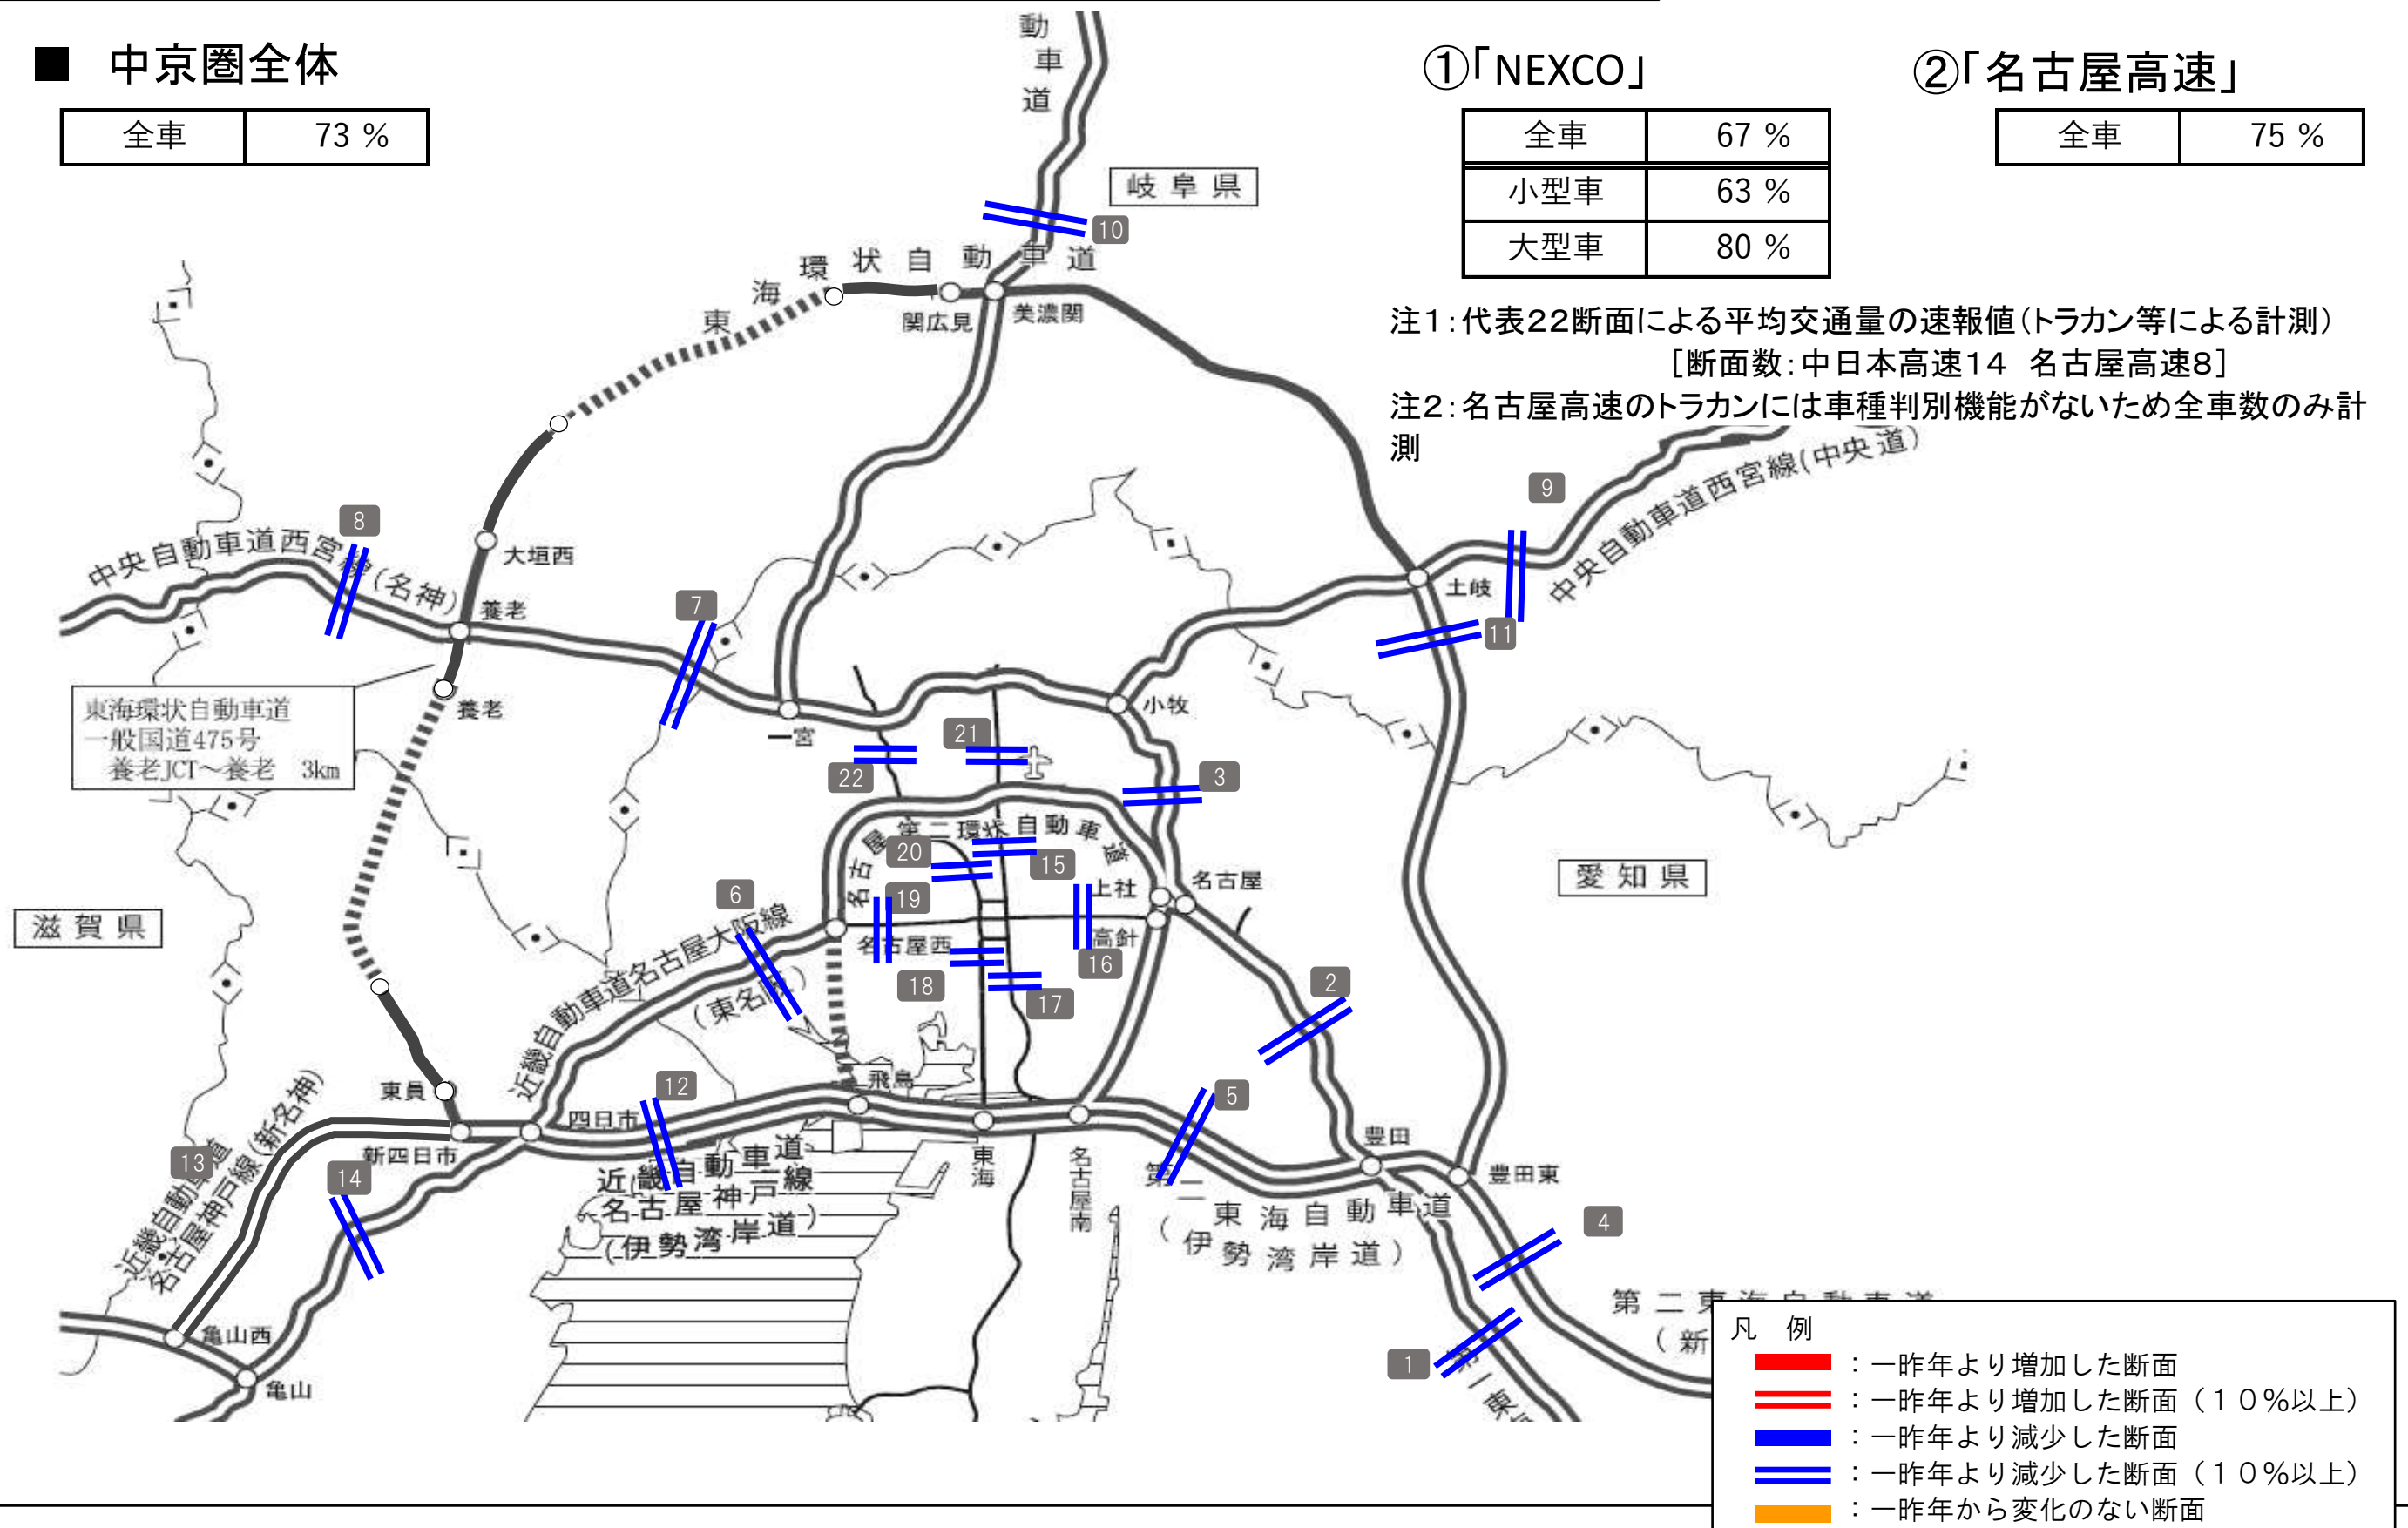 ■ 中京圏全体
全車 73 %
①「NEXCO」
全車 67 %
小型車 63 %
大型車 80 %
②「名古屋高速」
全車 75 %
注1:代表22断面による平均交通量の速報値(トラカン等による計測)
[断面数:中日本高速14 名古屋高速8]
注2:名古屋高速のトラカンには車種判別機能がないため全車数のみ計
測
動車道
岐阜県
10
東海環状自動車道
関広見
美濃関
9
中央自動車道西宮線(中央道)
8
中央自動車道西宮線(名神)
大垣西
養老
7
土岐
11
東海環状自動車道
一般国道475号
養老JCT~養老 3km
養老
一宮
小牧
21
22
3
名古屋第二環状自動車道
20
15
上社
名古屋
愛知県
19
6
滋賀県
名古屋西
高針
16
近畿自動車道名古屋大阪線
(東名阪)
18
17
2
飛島
東員
12
5
四日市
新四日市
13
14
近畿自動車道
名古屋神戸線(新名神)
近畿自動車道
名古屋神戸線
(伊勢湾岸道)
東海
名古屋南
豊田
豊田東
第二東海自動車道
(伊勢湾岸道)
4
第二東海自動車道
(新
亀山西
亀山
1
第一東
凡 例
:一昨年より増加した断面
:一昨年より増加した断面(10%以上)
:一昨年より減少した断面
:一昨年より減少した断面(10%以上)
:一昨年から変化のない断面